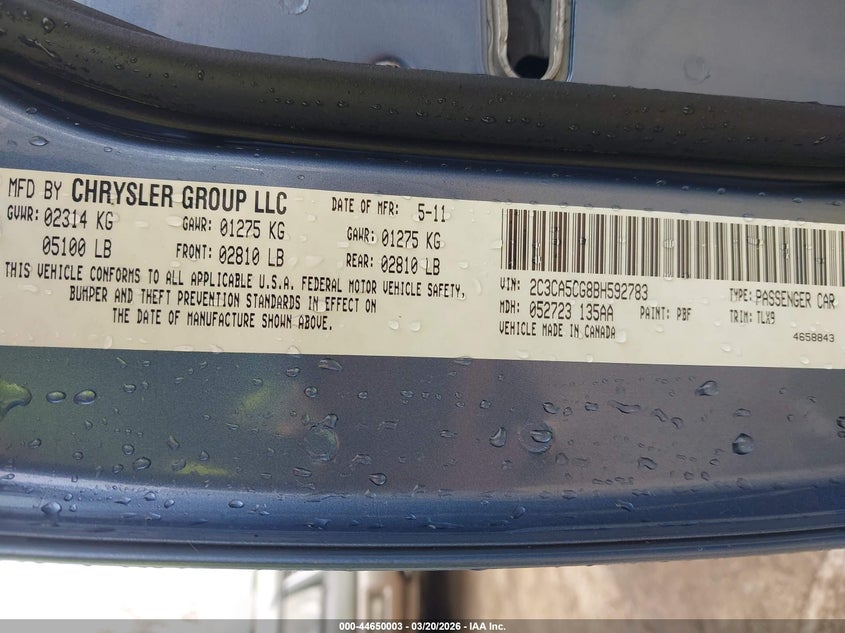 MFD BY CHRYSLER GROUP LLC
DATE OF MFR: 5-11
GVWR: 02314 KG
GAWR: 01275 KG
GAWR: 01275 KG
05100 LB
FRONT: 02810 LB
REAR: 02810 LB
THIS VEHICLE CONFORMS TO ALL APPLICABLE U.S.A. FEDERAL MOTOR VEHICLE SAFETY,
BUMPER AND THEFT PREVENTION STANDARDS IN EFFECT ON
THE DATE OF MANUFACTURE SHOWN ABOVE.
VIN: 2C3CA5CG8BH592783
TYPE: PASSENGER CAR
MDH: 052723 135AA
PAINT: PBF
TRIM: TLX9
VEHICLE MADE IN CANADA
4658843
000-44650003 — 03/20/2026 — IAA Inc.